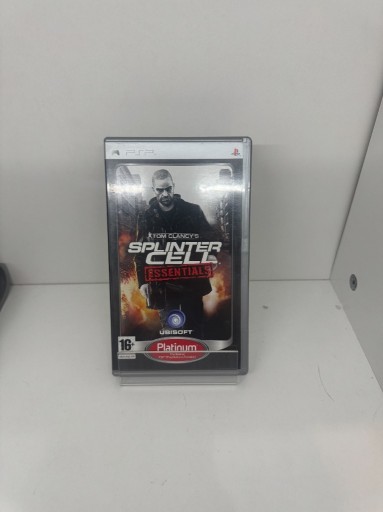 PSP
TOM CLANCY'S
SPLINTER
CELL
ESSENTIALS
UBISOFT
16+
Platinum